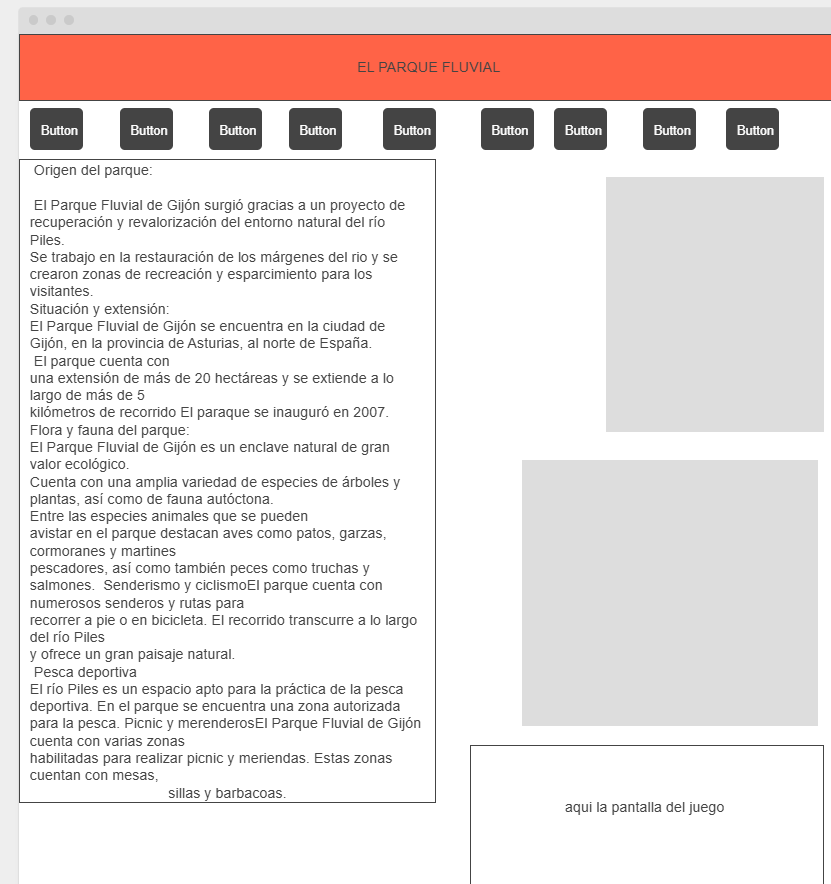 EL PARQUE FLUVIAL
Button Button Button Button Button Button Button Button Button
Origen del parque:
El Parque Fluvial de Gijón surgió gracias a un proyecto de
recuperación y revalorización del entorno natural del río
Piles.
Se trabajo en la restauración de los márgenes del rio y se
crearon zonas de recreación y esparcimiento para los
visitantes.
Situación y extensión:
El Parque Fluvial de Gijón se encuentra en la ciudad de
Gijón, en la provincia de Asturias, al norte de España.
El parque cuenta con
una extensión de más de 20 hectáreas y se extiende a lo
largo de más de 5
kilómetros de recorrido El paraque se inauguró en 2007.
Flora y fauna del parque:
El Parque Fluvial de Gijón es un enclave natural de gran
valor ecológico.
Cuenta con una amplia variedad de especies de árboles y
plantas, así como de fauna autóctona.
Entre las especies animales que se pueden
avistar en el parque destacan aves como patos, garzas,
cormoranes y martines
pescadores, así como también peces como truchas y
salmones.  Senderismo y ciclismoEl parque cuenta con
numerosos senderos y rutas para
recorrer a pie o en bicicleta. El recorrido transcurre a lo largo
del río Piles
y ofrece un gran paisaje natural.
Pesca deportiva
El río Piles es un espacio apto para la práctica de la pesca
deportiva. En el parque se encuentra una zona autorizada
para la pesca. Picnic y merenderosEl Parque Fluvial de Gijón
cuenta con varias zonas
habilitadas para realizar picnic y meriendas. Estas zonas
cuentan con mesas,
sillas y barbacoas.
aqui la pantalla del juego